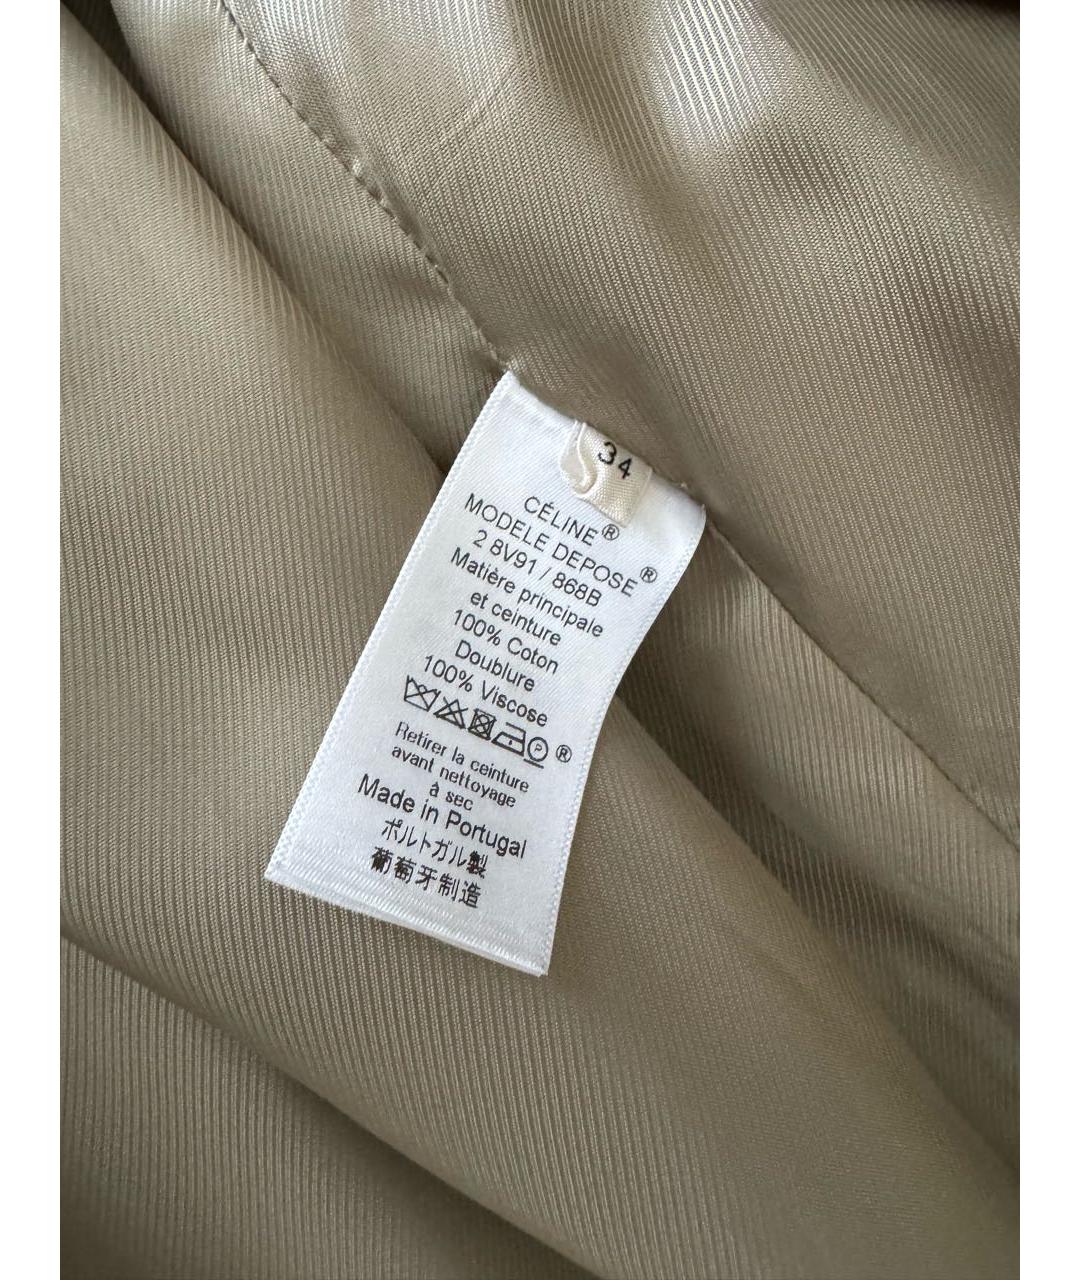 34
CÉLINE®
MODELE DEPOSE®
2 8V91 / 868B
Matière principale
et ceinture
100% Coton
Doublure
100% Viscose
P ®
Retirer la ceinture
avant nettoyage
à sec
Made in Portugal
ポルトガル製
葡萄牙制造